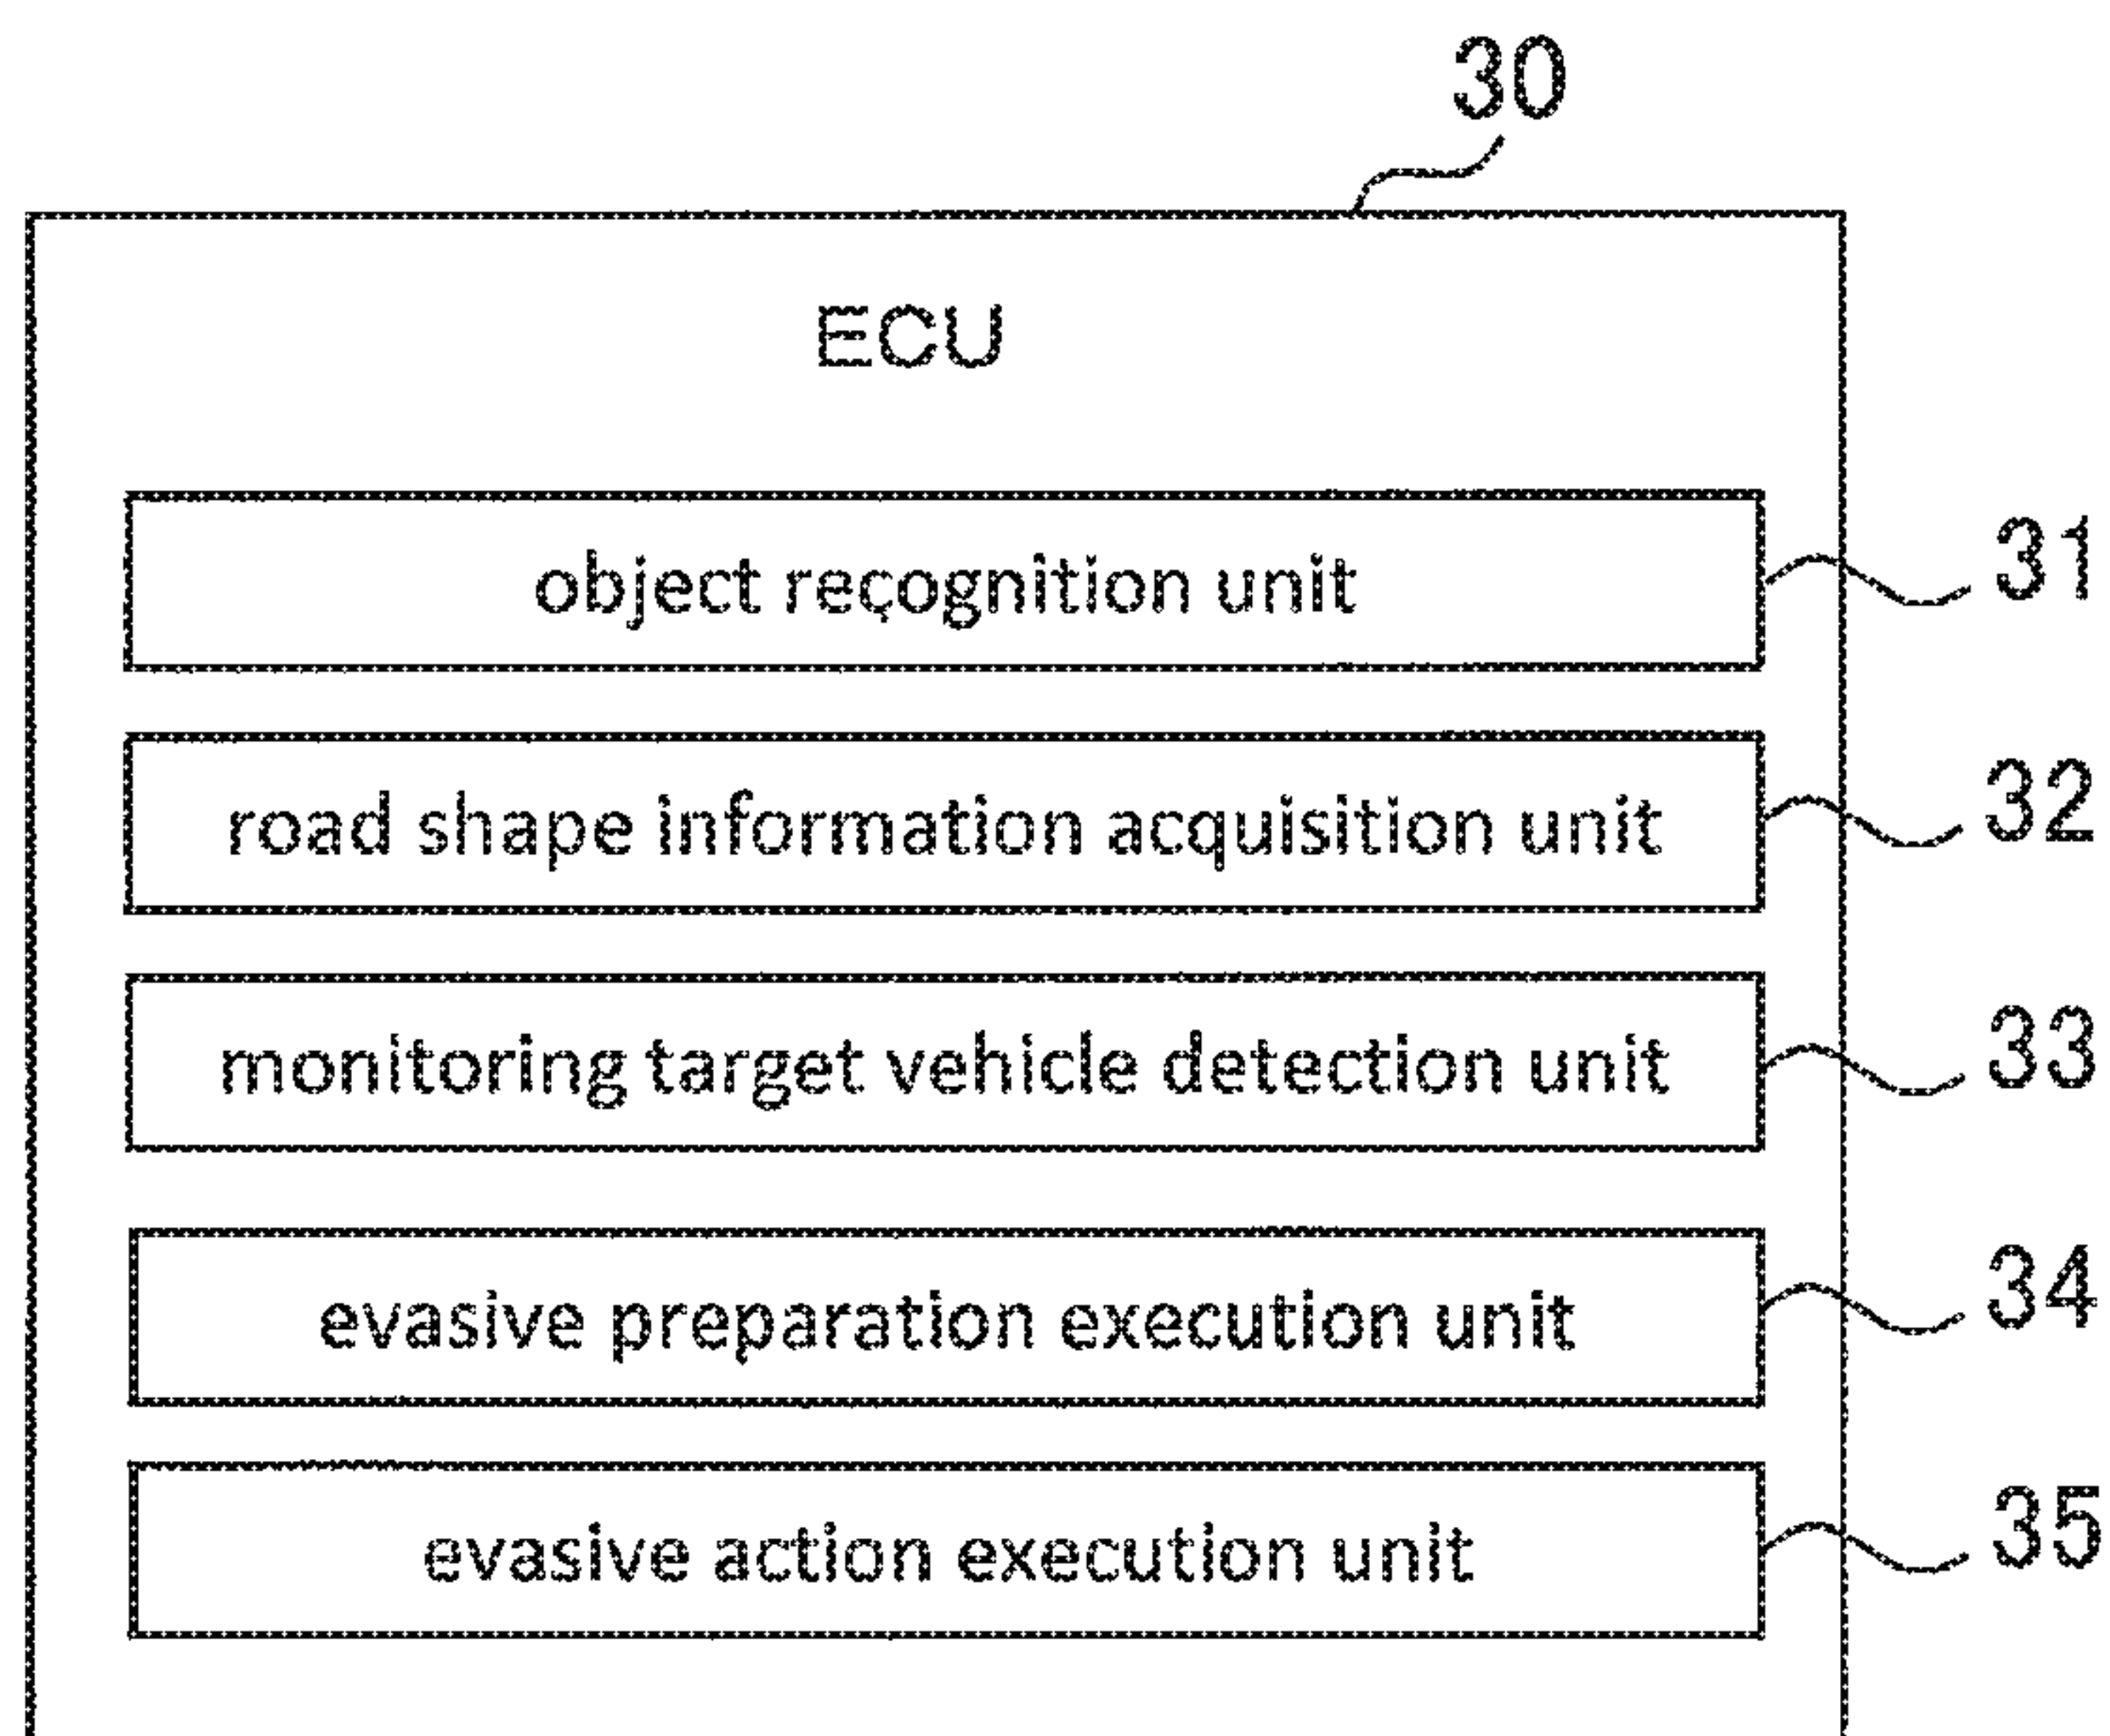 30
ECU
object recognition unit 31
road shape information acquisition unit 32
monitoring target vehicle detection unit 33
evasive preparation execution unit 34
evasive action execution unit 35